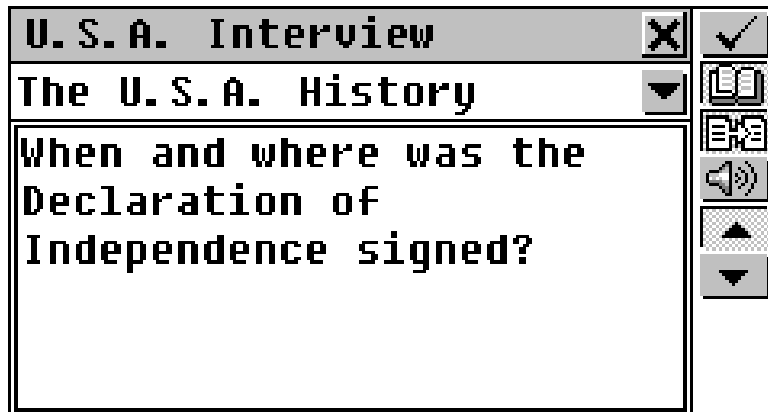 U.S.A. Interview
The U.S.A. History
When and where was the
Declaration of
Independence signed?